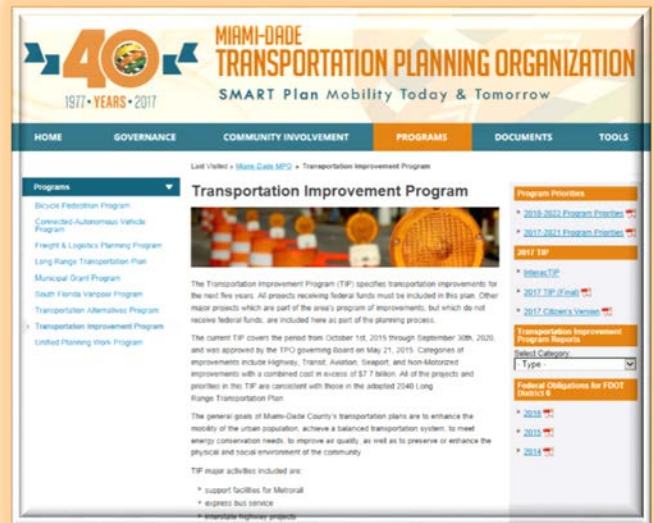 40
1977 • YEARS • 2017
MIAMI-DADE
TRANSPORTATION PLANNING ORGANIZATION
SMART Plan Mobility Today & Tomorrow
HOME GOVERNANCE COMMUNITY INVOLVEMENT PROGRAMS DOCUMENTS TOOLS
Last Visited » Miami-Dade MPO » Transportation Improvement Program
Programs
Bicycle Pedestrian Program
Connected-Autonomous Vehicle
Program
Freight & Logistics Planning Program
Long Range Transportation Plan
Municipal Grant Program
South Florida Vanpool Program
Transportation Alternatives Program
Transportation Improvement Program
Unified Planning Work Program
Transportation Improvement Program
The Transportation Improvement Program (TIP) specifies transportation improvements for
the next five years. All projects receiving federal funds must be included in this plan. Other
major projects which are part of the area's program of improvements, but which do not
receive federal funds, are included here as part of the planning process.
The current TIP covers the period from October 1st, 2015 through September 30th, 2020,
and was approved by the TPO governing Board on May 21, 2015. Categories of
improvements include Highway, Transit, Aviation, Seaport, and Non-Motorized
improvements with a combined cost in excess of $7.7 billion. All of the projects and
priorities in this TIP are consistent with those in the adopted 2040 Long
Range Transportation Plan.
The general goals of Miami-Dade County's transportation plans are to enhance the
mobility of the urban population, achieve a balanced transportation system, to meet
energy conservation needs, to improve air quality, as well as to preserve or enhance the
physical and social environment of the community.
TIP major activities included are:
support facilities for Metrorail
express bus service
interstate highway projects
Program Priorities
2018-2022 Program Priorities
2017-2021 Program Priorities
2017 TIP
InteracTIP
2017 TIP (Final)
2017 Citizen's Version
Transportation Improvement
Program Reports
Select Category:
- Type -
Federal Obligations for FDOT
District 6
2016
2015
2014